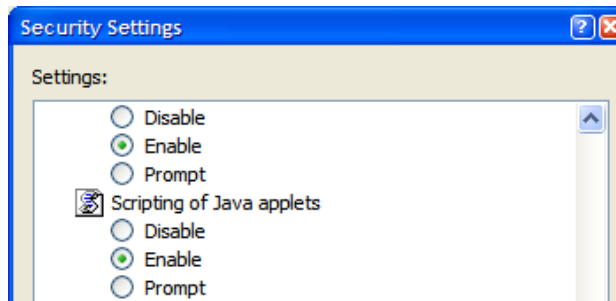 Security Settings
Settings:
Disable
Enable
Prompt
Scripting of Java applets
Disable
Enable
Prompt